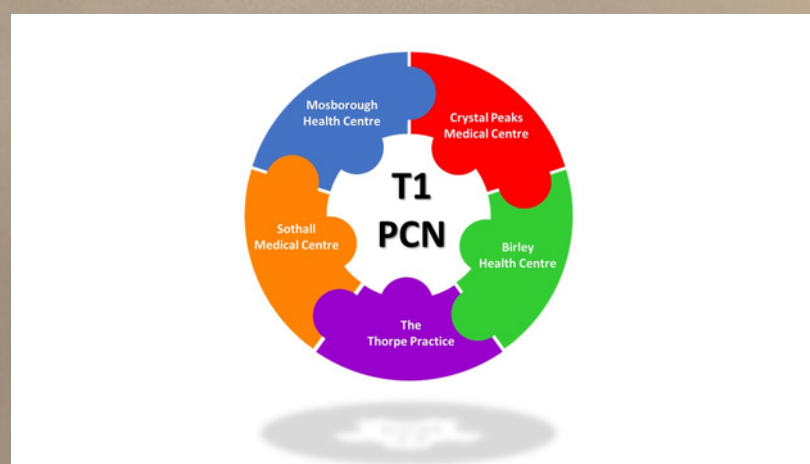 Mosborough
Health Centre
Crystal Peaks
Medical Centre
T1
PCN
Sothall
Medical Centre
Birley
Health Centre
The
Thorpe Practice